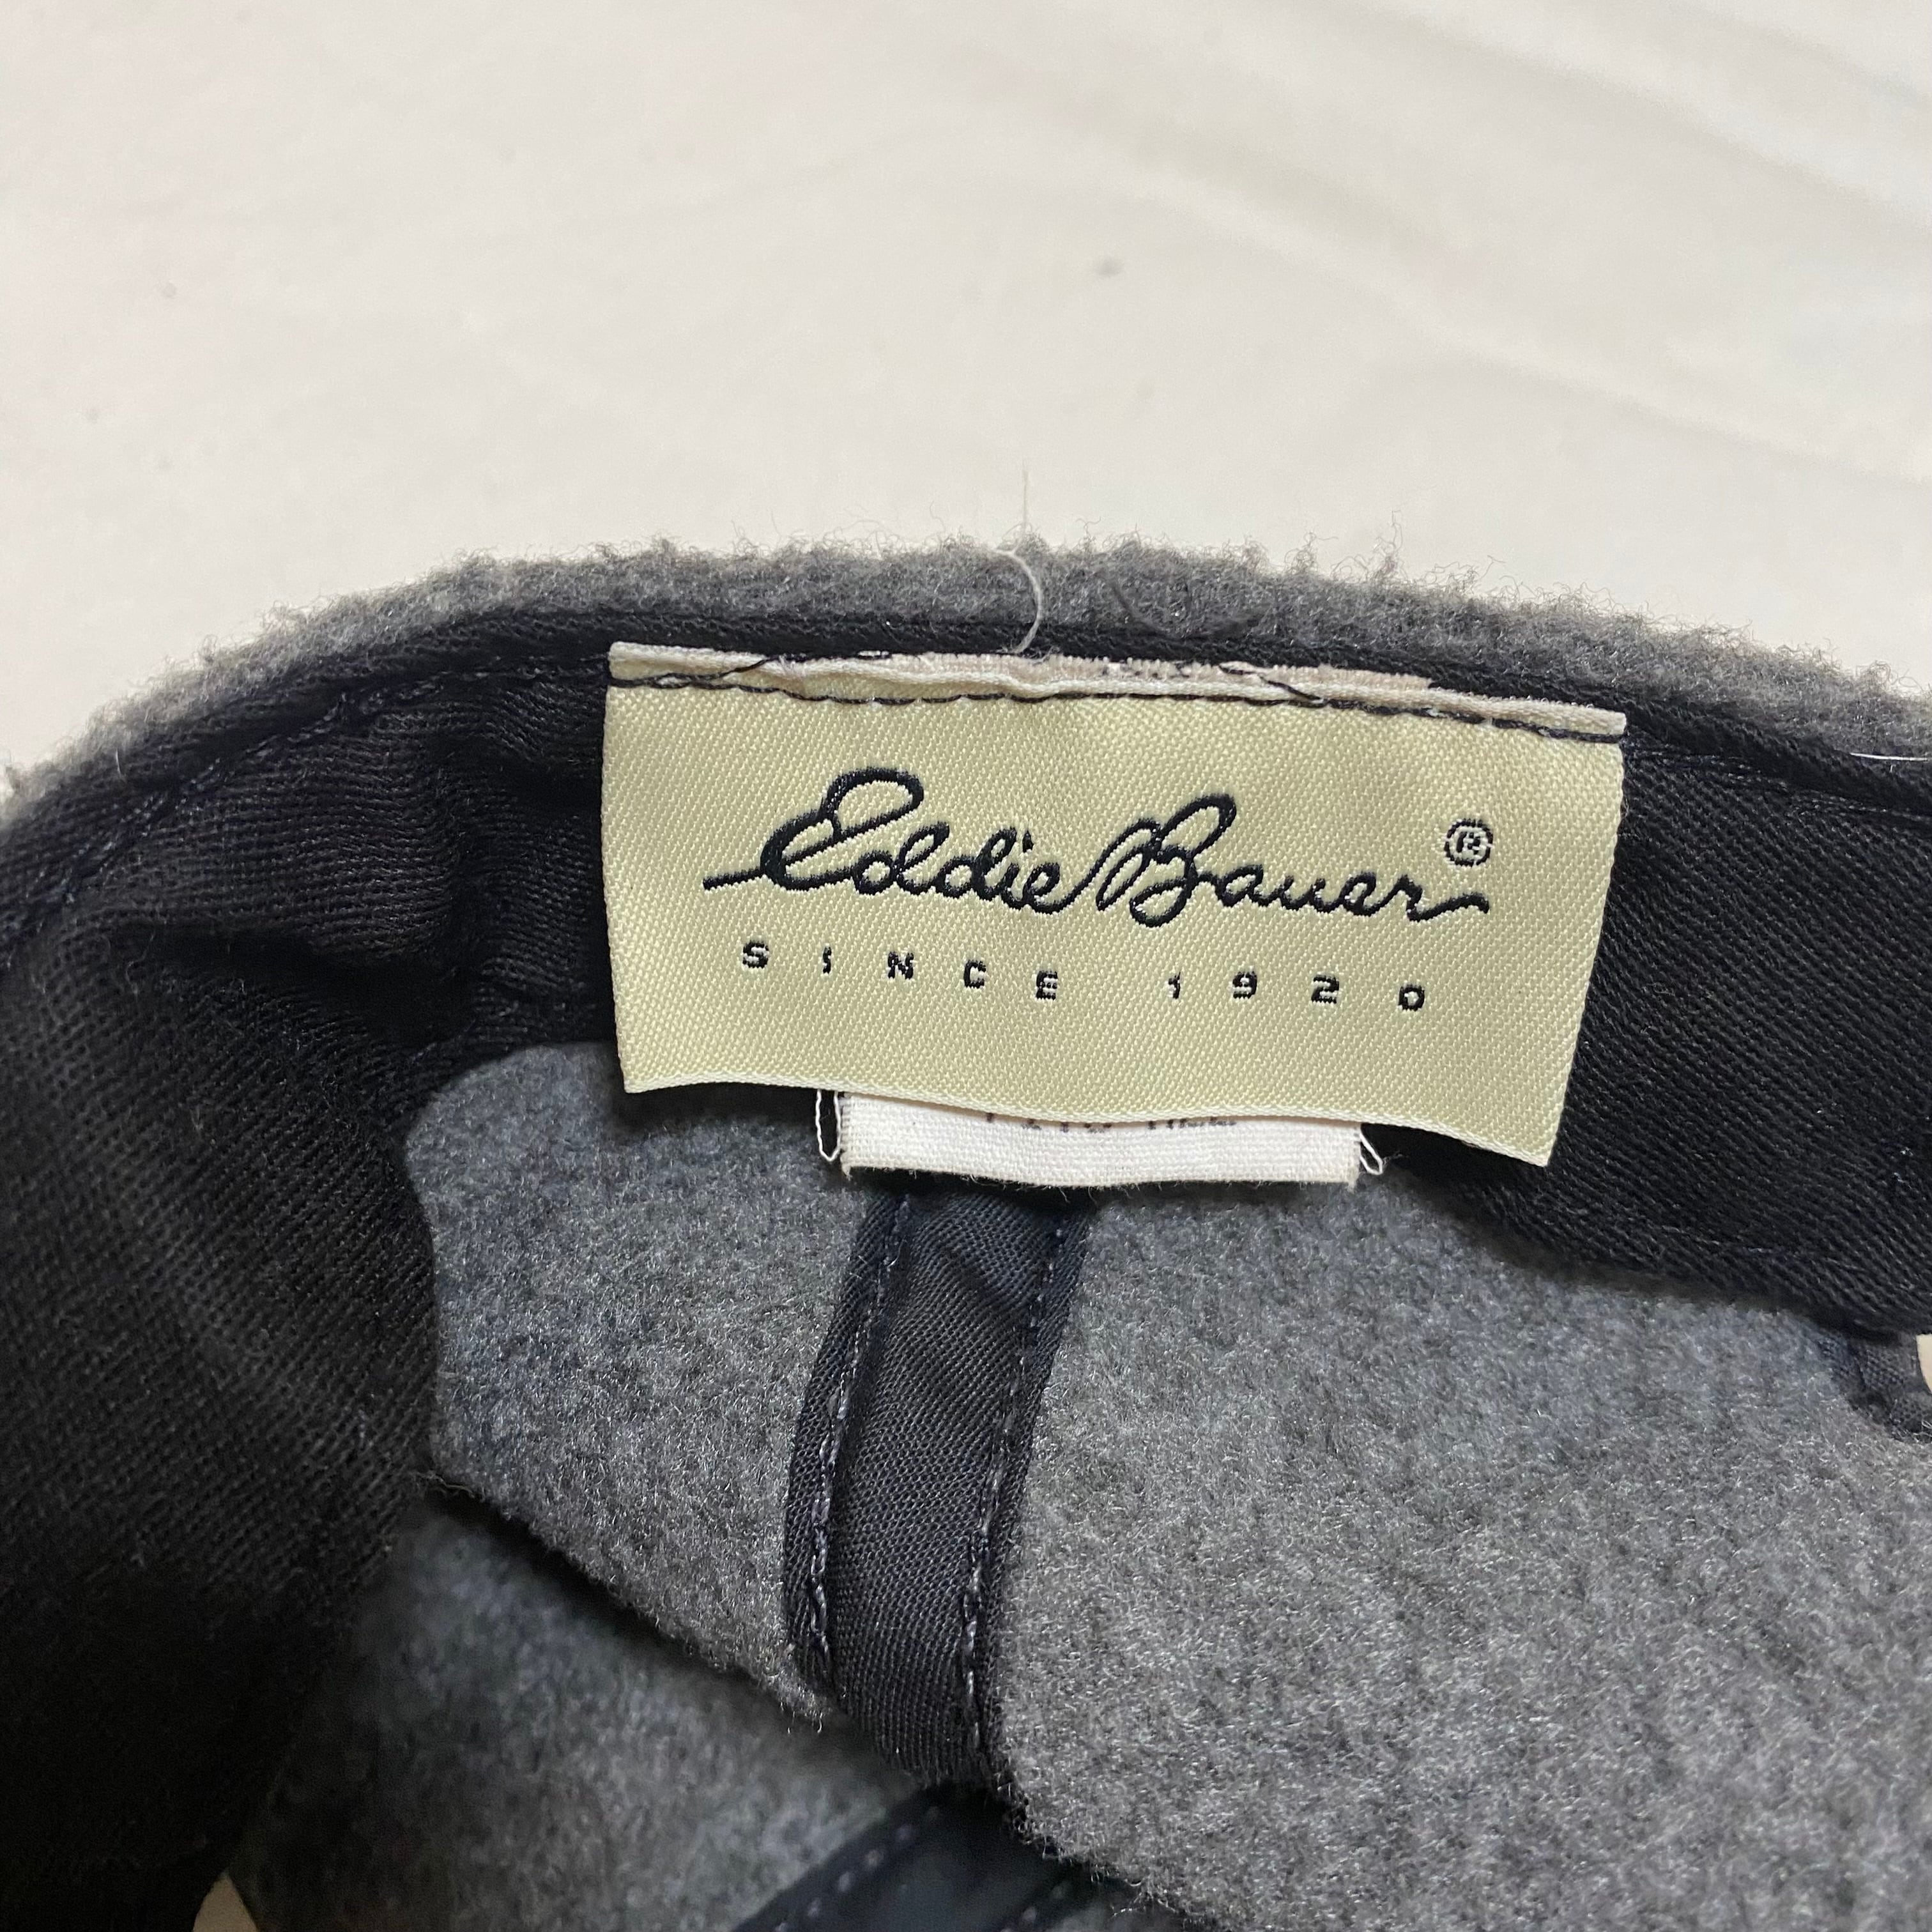 Eddie Bauer ®
SINCE 1920